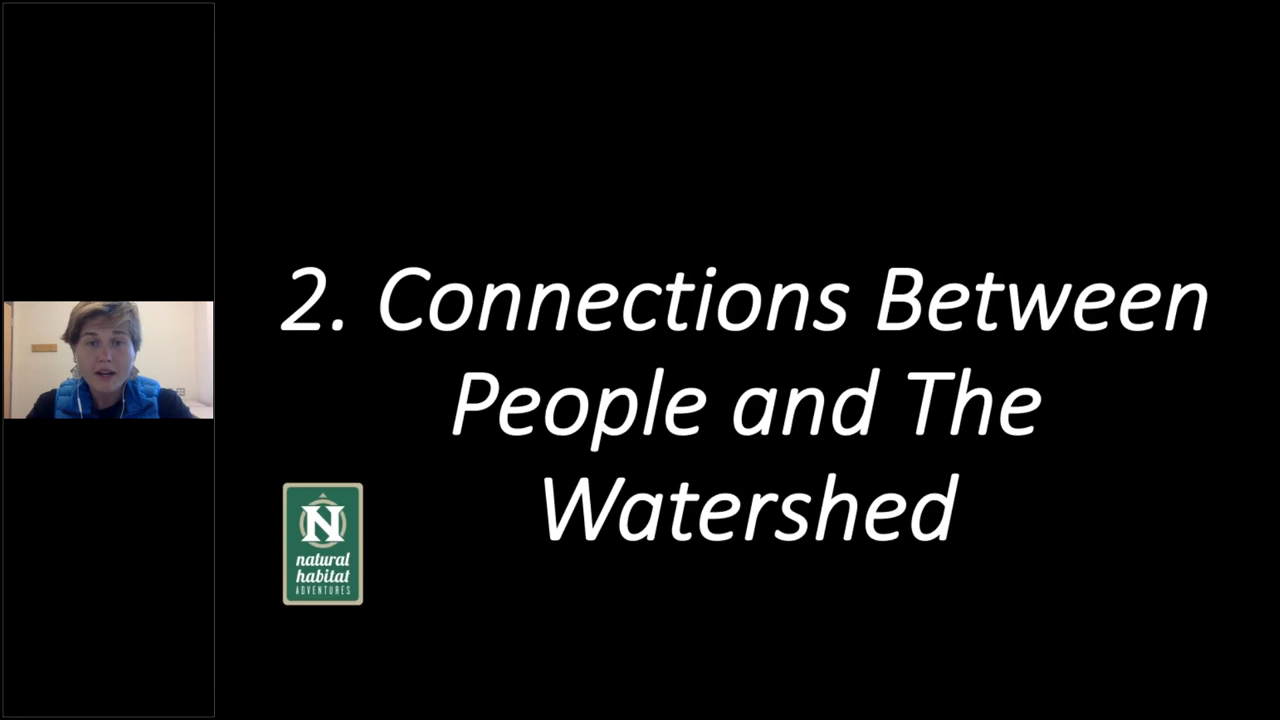 2. Connections Between
People and The
Watershed
N
natural
habitat
ADVENTURES